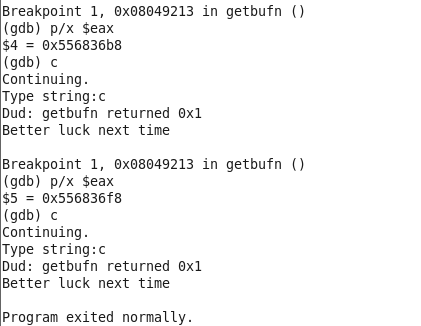 Breakpoint 1, 0x08049213 in getbufn ()
(gdb) p/x $eax
$4 = 0x556836b8
(gdb) c
Continuing.
Type string:c
Dud: getbufn returned 0x1
Better luck next time

Breakpoint 1, 0x08049213 in getbufn ()
(gdb) p/x $eax
$5 = 0x556836f8
(gdb) c
Continuing.
Type string:c
Dud: getbufn returned 0x1
Better luck next time

Program exited normally.